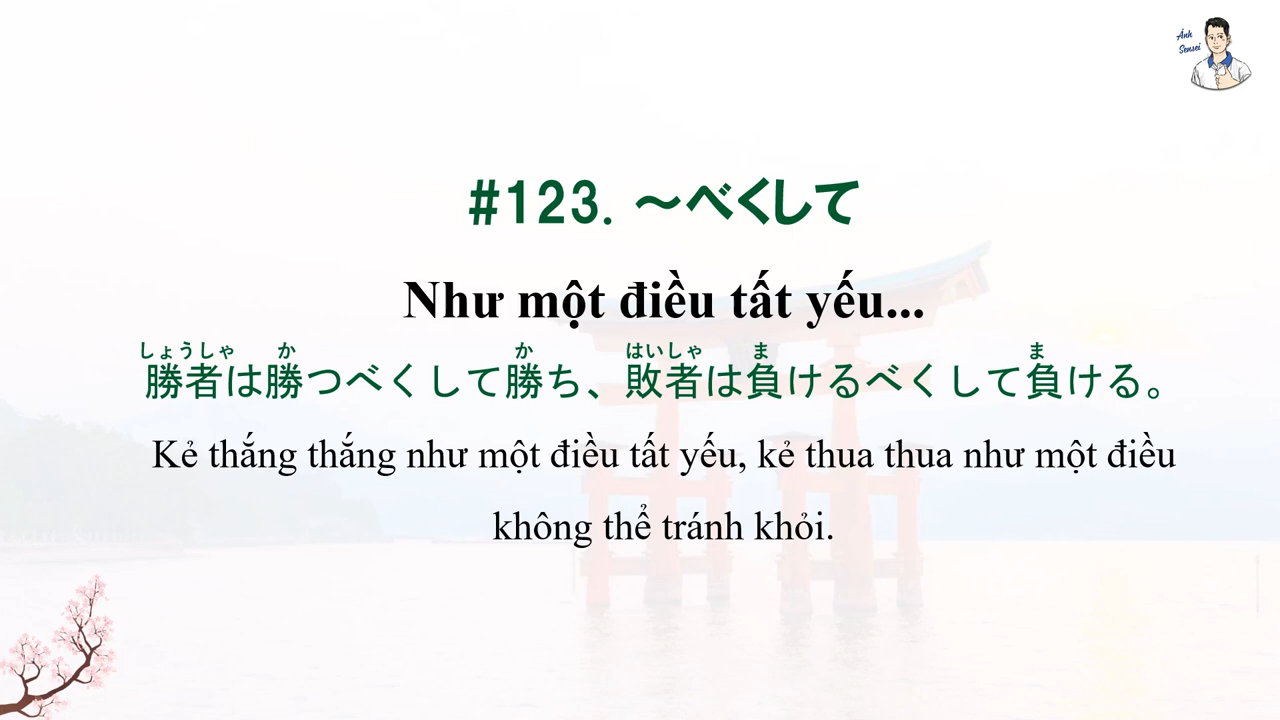 Ánh
Sensei
#123. ～べくして
Như một điều tất yếu...
しょうしゃ か か はいしゃ ま ま
勝者は勝つべくして勝ち、敗者は負けるべくして負ける。
Kẻ thắng thắng như một điều tất yếu, kẻ thua thua như một điều
không thể tránh khỏi.